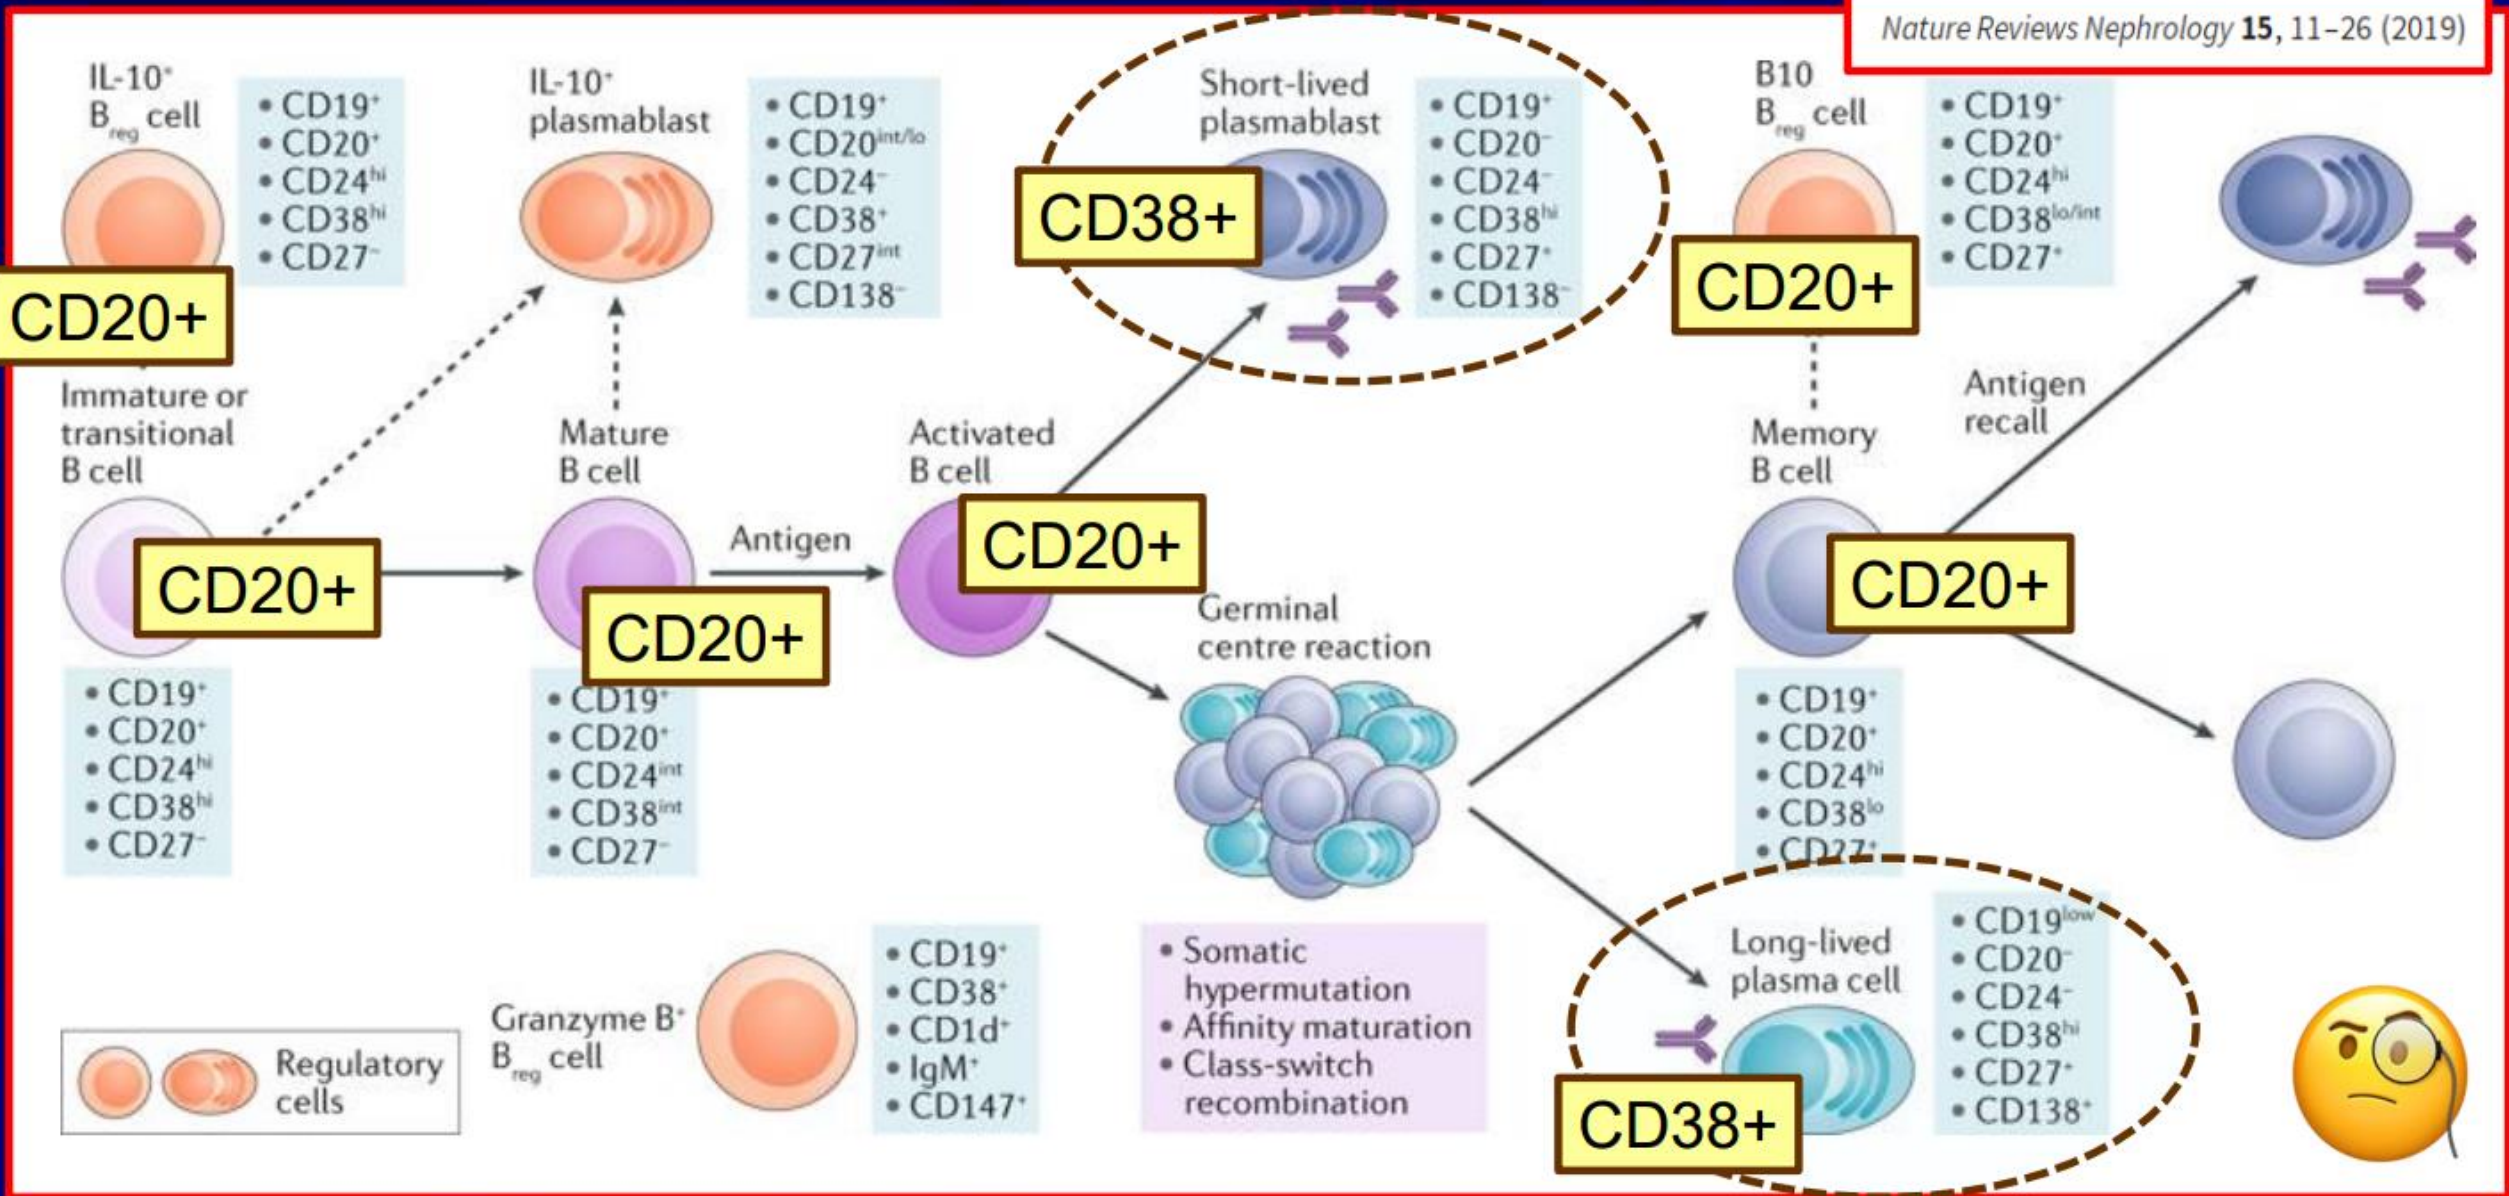 Nature Reviews Nephrology 15, 11–26 (2019)
IL-10⁺
B_reg cell
• CD19⁺
• CD20⁺
• CD24ʰⁱ
• CD38ʰⁱ
• CD27⁻
CD20+
IL-10⁺
plasmablast
• CD19⁺
• CD20ⁱⁿᵗ/ˡᵒ
• CD24⁻
• CD38⁺
• CD27ⁱⁿᵗ
• CD138⁻
Short-lived
plasmablast
• CD19⁺
• CD20⁻
• CD24⁻
• CD38ʰⁱ
• CD27⁺
• CD138⁻
CD38+
B10
B_reg cell
• CD19⁺
• CD20⁺
• CD24ʰⁱ
• CD38ˡᵒ/ⁱⁿᵗ
• CD27⁺
CD20+
Immature or
transitional
B cell
CD20+
• CD19⁺
• CD20⁺
• CD24ʰⁱ
• CD38ʰⁱ
• CD27⁻
Mature
B cell
CD20+
• CD19⁺
• CD20⁺
• CD24ⁱⁿᵗ
• CD38ⁱⁿᵗ
• CD27⁻
Antigen
Activated
B cell
CD20+
Germinal
centre reaction
Memory
B cell
CD20+
• CD19⁺
• CD20⁺
• CD24ʰⁱ
• CD38ˡᵒ
• CD27⁺
Antigen
recall
Regulatory
cells
Granzyme B⁺
B_reg cell
• CD19⁺
• CD38⁺
• CD1d⁺
• IgM⁺
• CD147⁺
• Somatic
hypermutation
• Affinity maturation
• Class-switch
recombination
Long-lived
plasma cell
• CD19ˡᵒʷ
• CD20⁻
• CD24⁻
• CD38ʰⁱ
• CD27⁺
• CD138⁺
CD38+